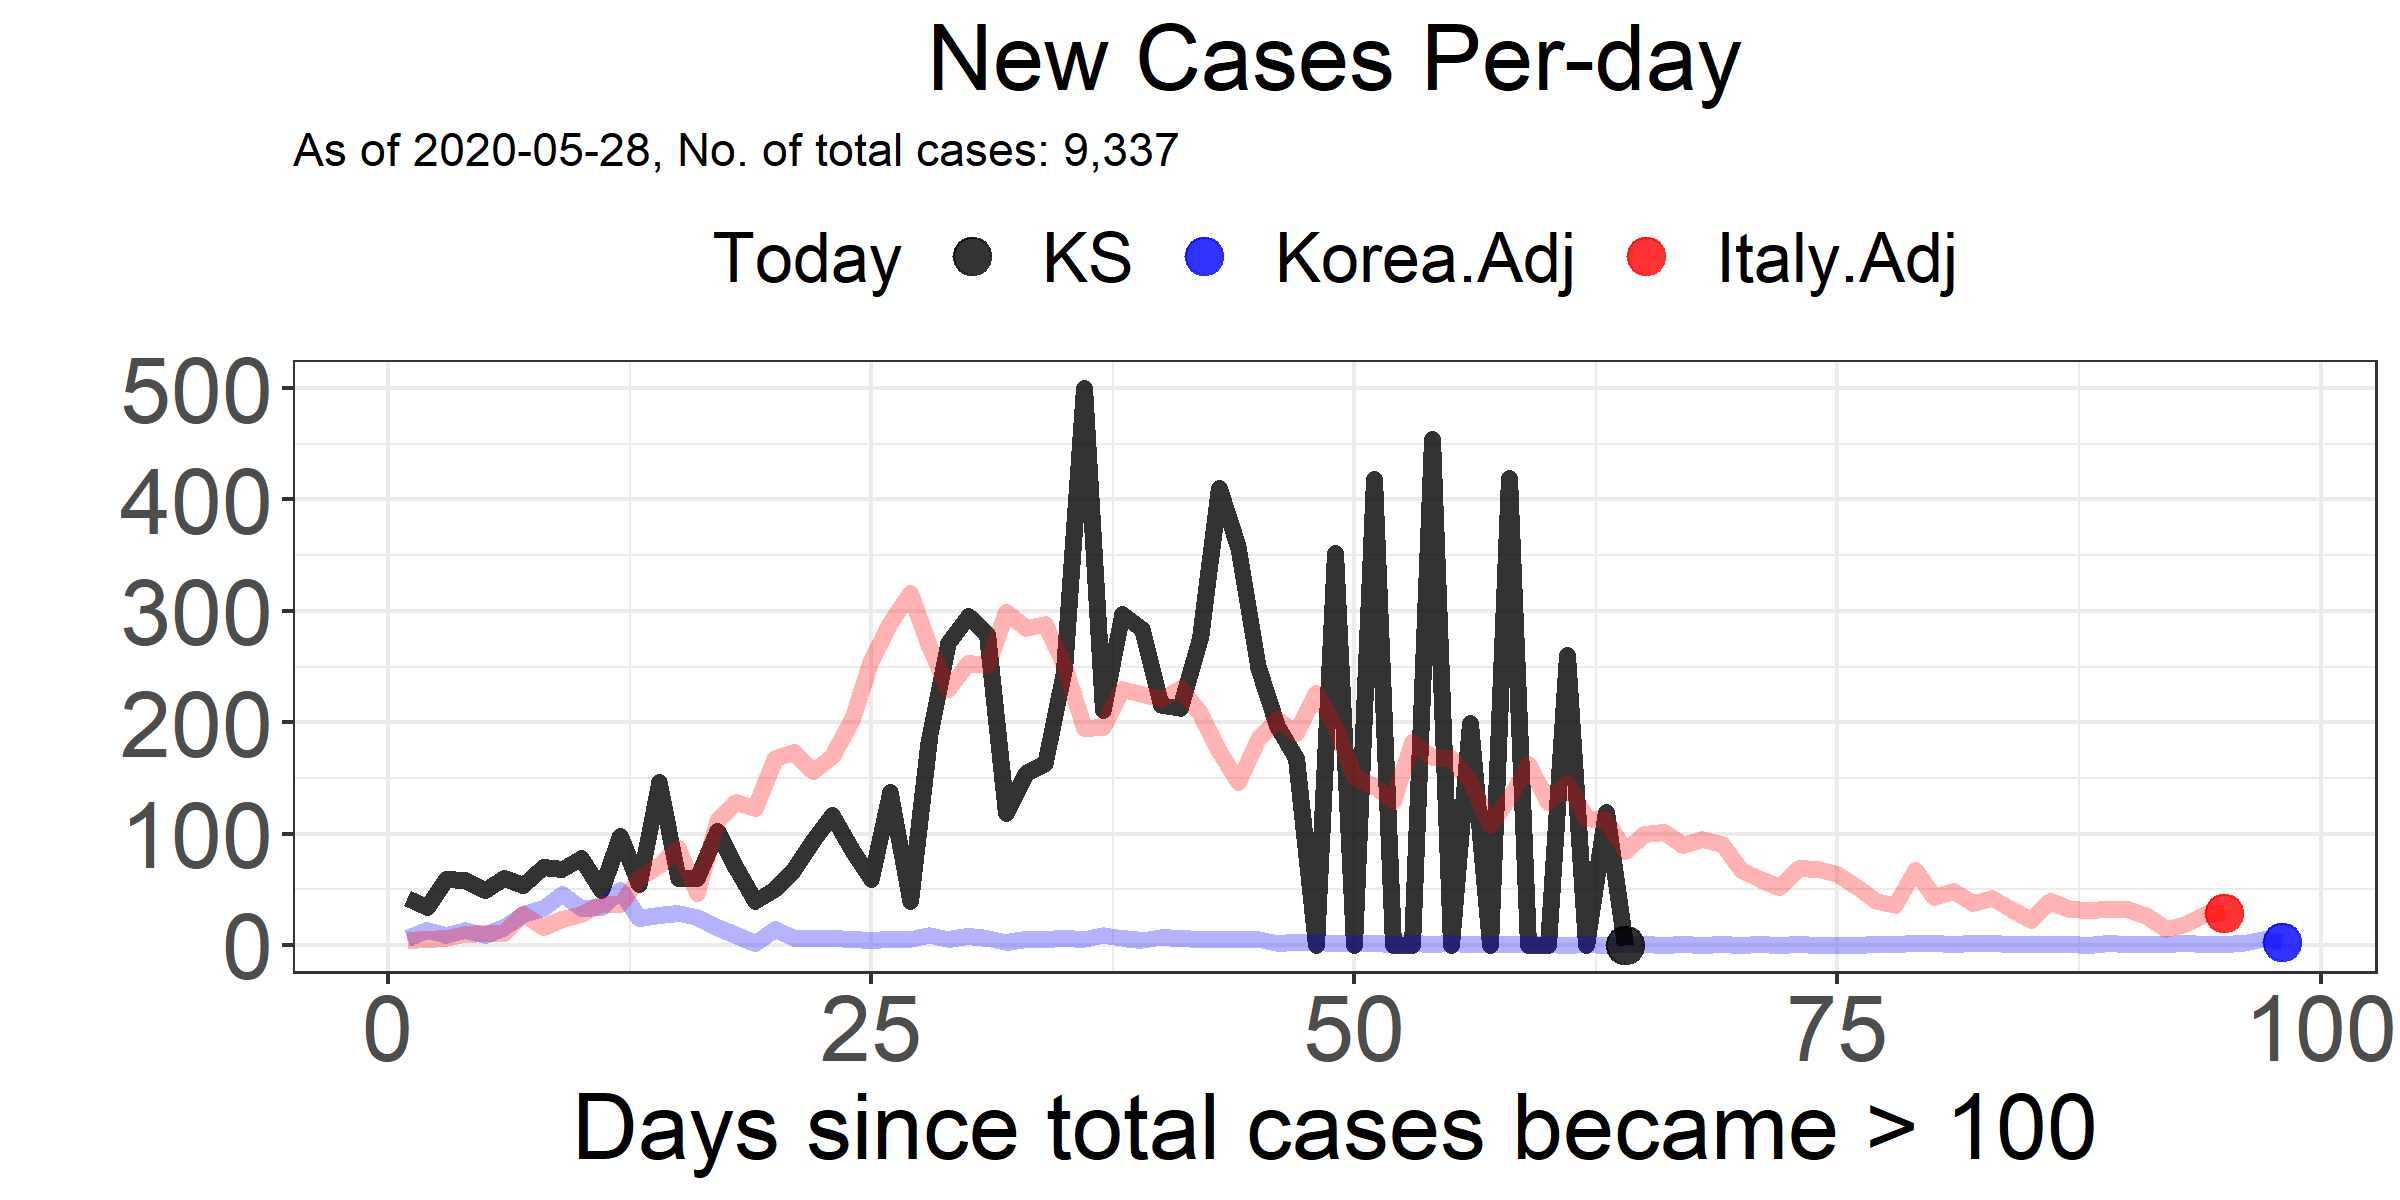 New Cases Per-day
As of 2020-05-28, No. of total cases: 9,337
Today KS Korea.Adj Italy.Adj
500
400
300
200
100
0
0 25 50 75 100
Days since total cases became > 100